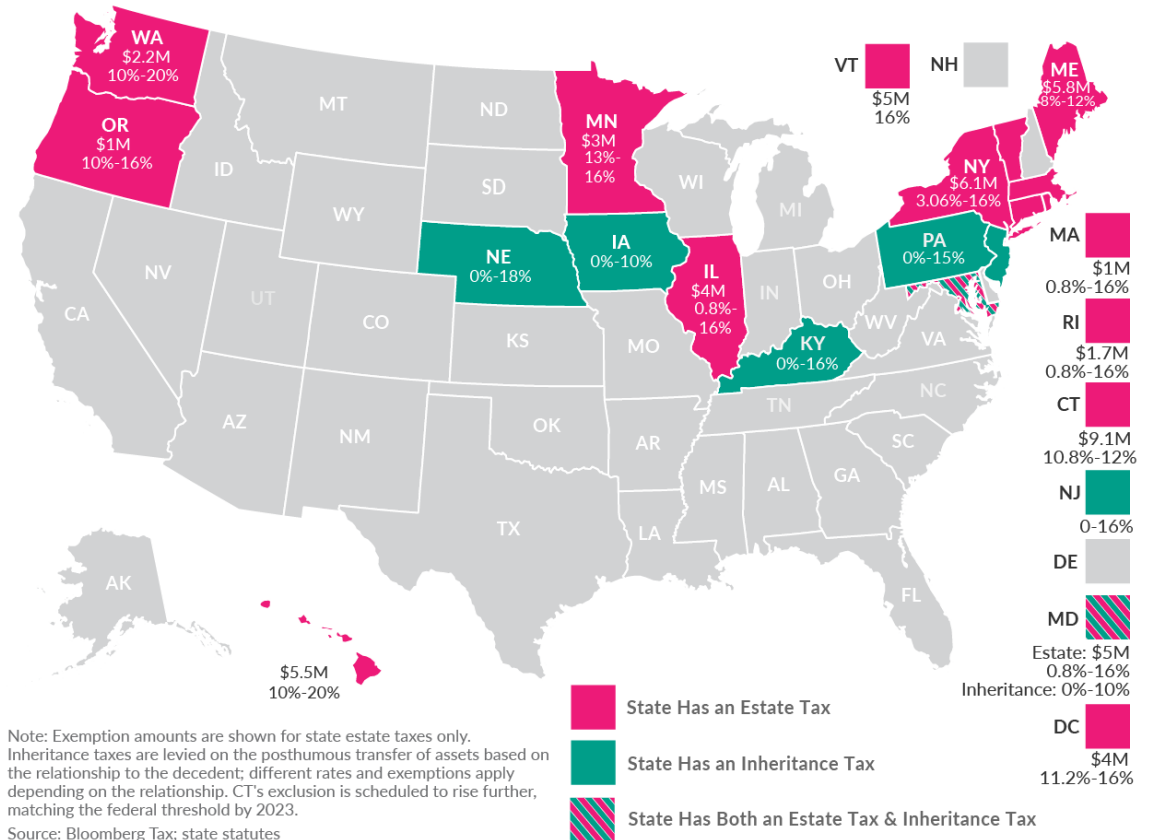 WA
$2.2M
10%-20%
OR
$1M
10%-16%
MT
ID
WY
NV
UT
CA
CO
AZ
NM
ND
SD
NE
0%-18%
KS
OK
TX
MN
$3M
13%-
16%
IA
0%-10%
MO
AR
LA
WI
IL
$4M
0.8%-
16%
MI
IN
OH
KY
0%-16%
TN
MS
AL
GA
FL
SC
NC
VA
WV
PA
0%-15%
NY
$6.1M
3.06%-16%
ME
$5.8M
8%-12%
VT
$5M
16%
NH
MA
$1M
0.8%-16%
RI
$1.7M
0.8%-16%
CT
$9.1M
10.8%-12%
NJ
0-16%
DE
MD
Estate: $5M
0.8%-16%
Inheritance: 0%-10%
DC
$4M
11.2%-16%
AK
$5.5M
10%-20%
State Has an Estate Tax
State Has an Inheritance Tax
State Has Both an Estate Tax & Inheritance Tax
Note: Exemption amounts are shown for state estate taxes only.
Inheritance taxes are levied on the posthumous transfer of assets based on
the relationship to the decedent; different rates and exemptions apply
depending on the relationship. CT's exclusion is scheduled to rise further,
matching the federal threshold by 2023.
Source: Bloomberg Tax; state statutes